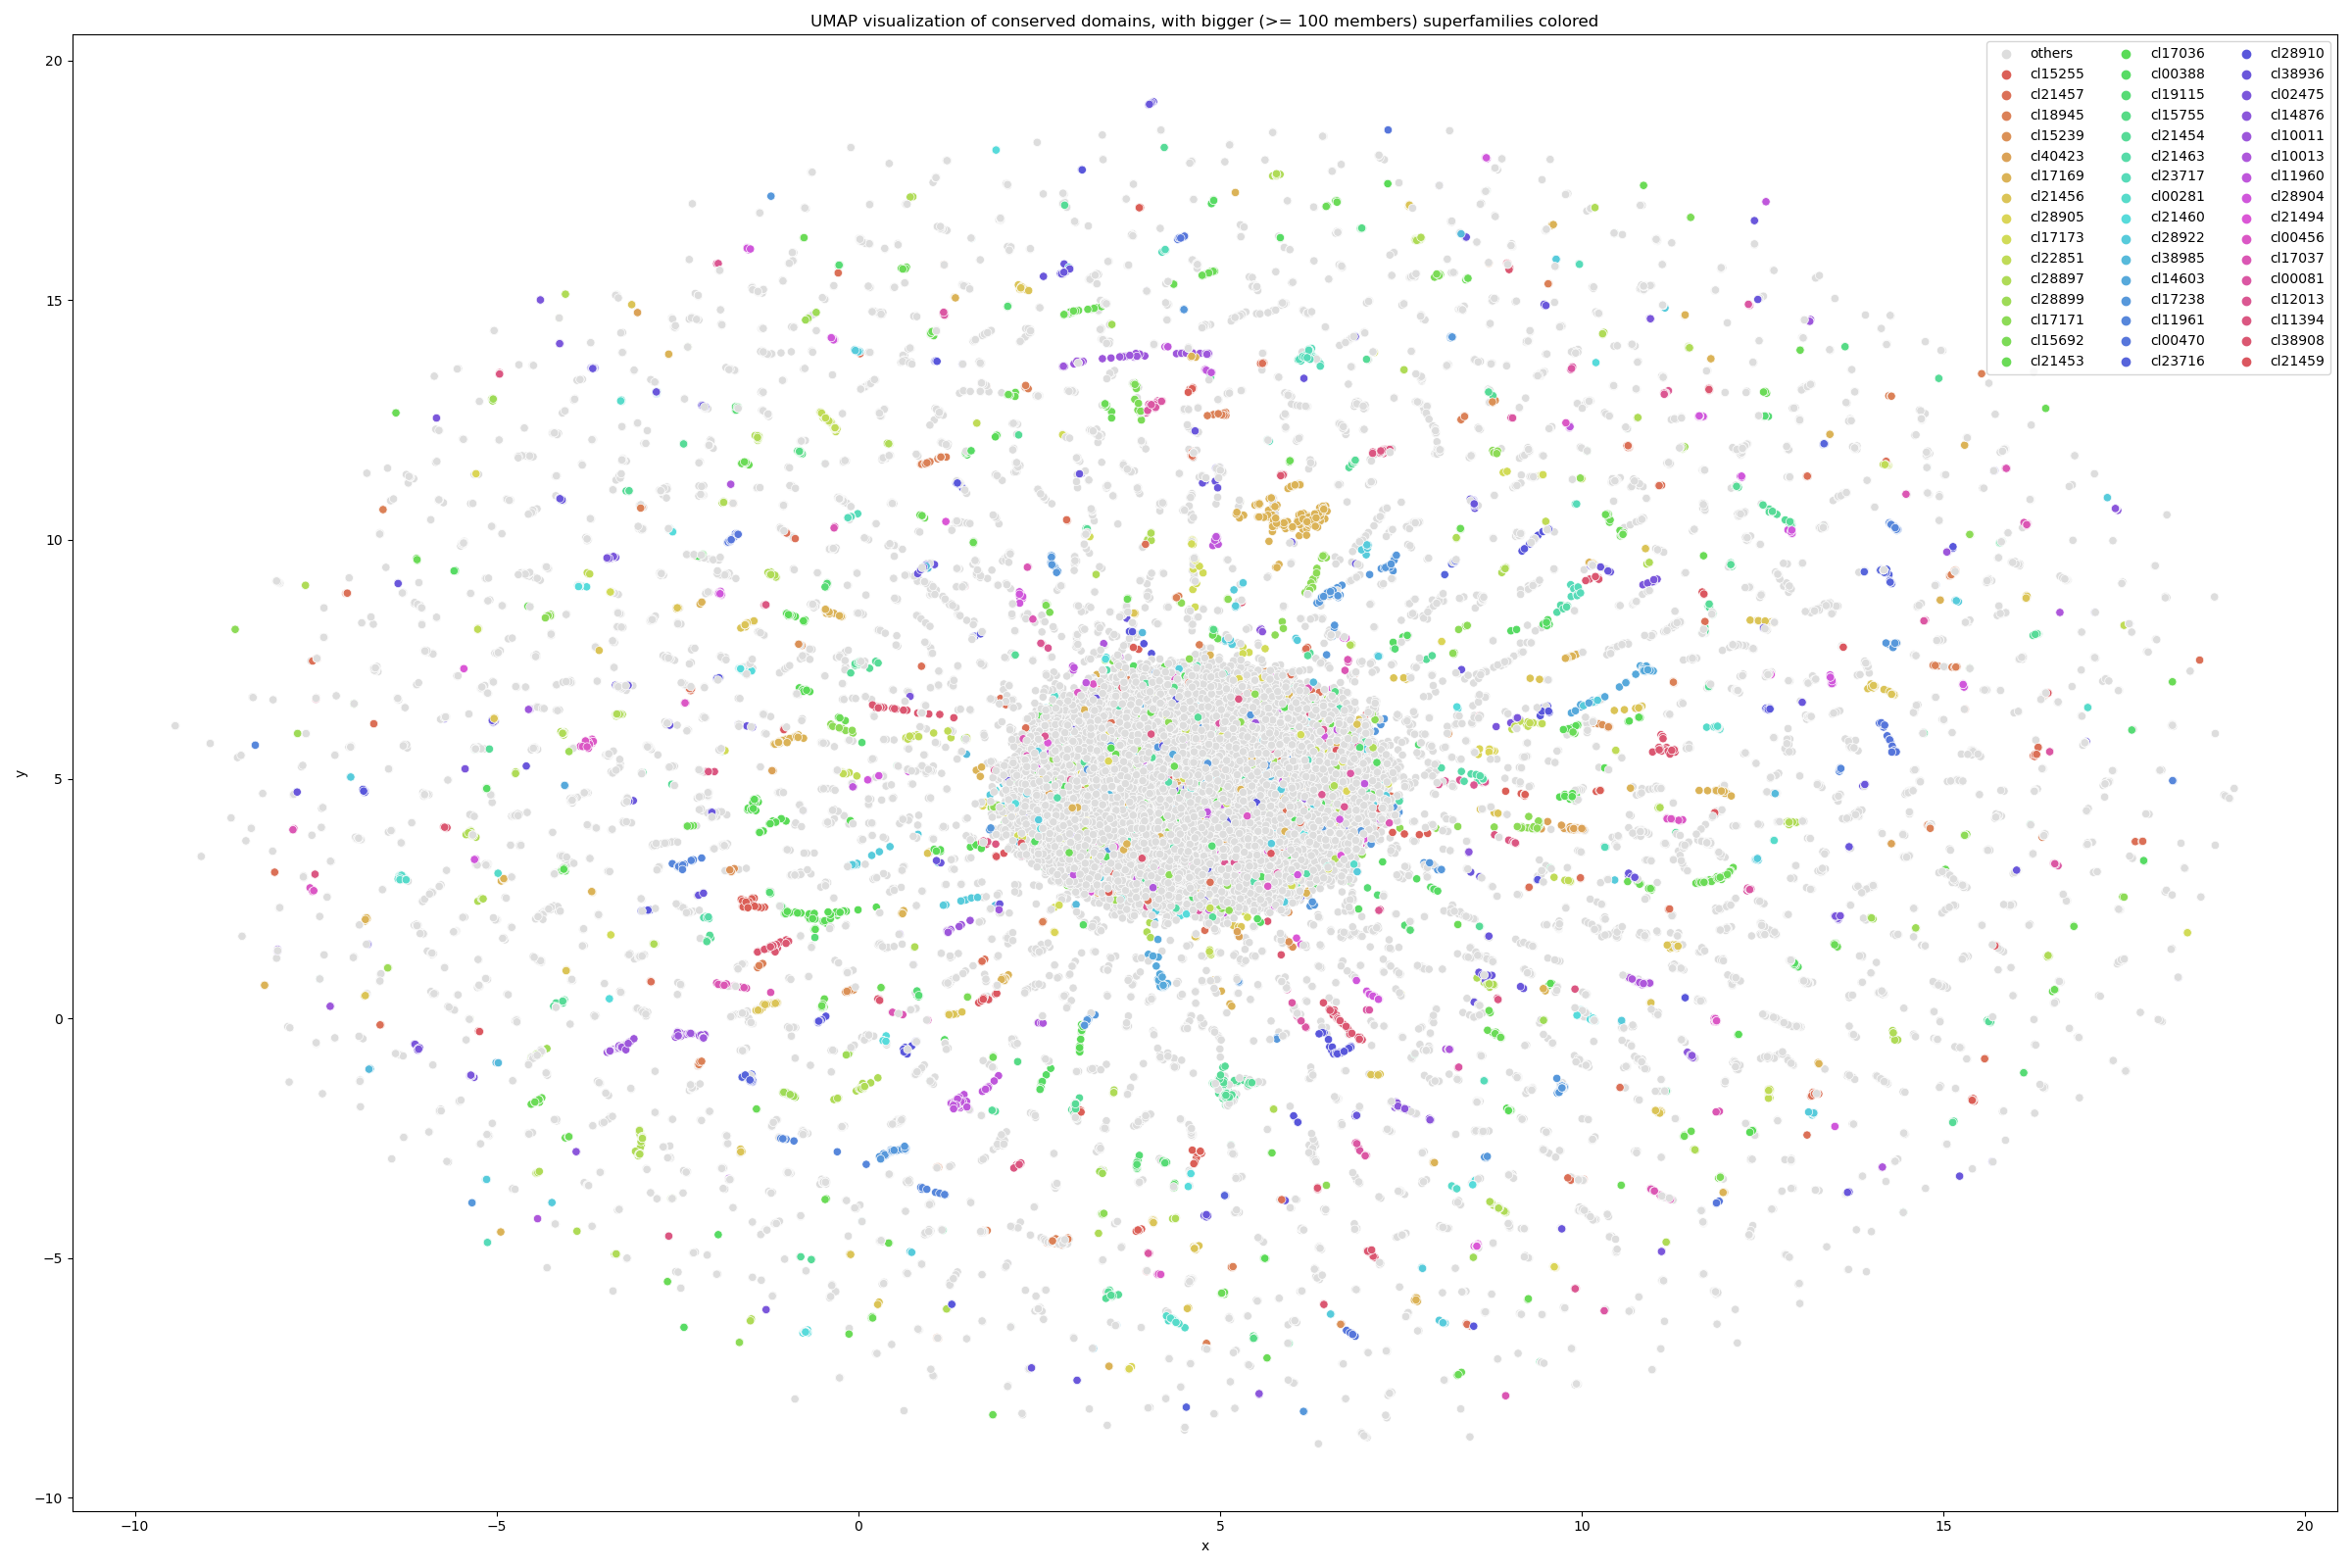 UMAP visualization of conserved domains, with bigger (>= 100 members) superfamilies colored
others
cl15255
cl21457
cl18945
cl15239
cl40423
cl17169
cl21456
cl28905
cl17173
cl22851
cl28897
cl28899
cl17171
cl15692
cl21453
cl17036
cl00388
cl19115
cl15755
cl21454
cl21463
cl23717
cl00281
cl21460
cl28922
cl38985
cl14603
cl17238
cl11961
cl00470
cl23716
cl28910
cl38936
cl02475
cl14876
cl10011
cl10013
cl11960
cl28904
cl21494
cl00456
cl17037
cl00081
cl12013
cl11394
cl38908
cl21459
20
15
10
5
0
−5
−10
y
−10
−5
0
5
10
15
20
x